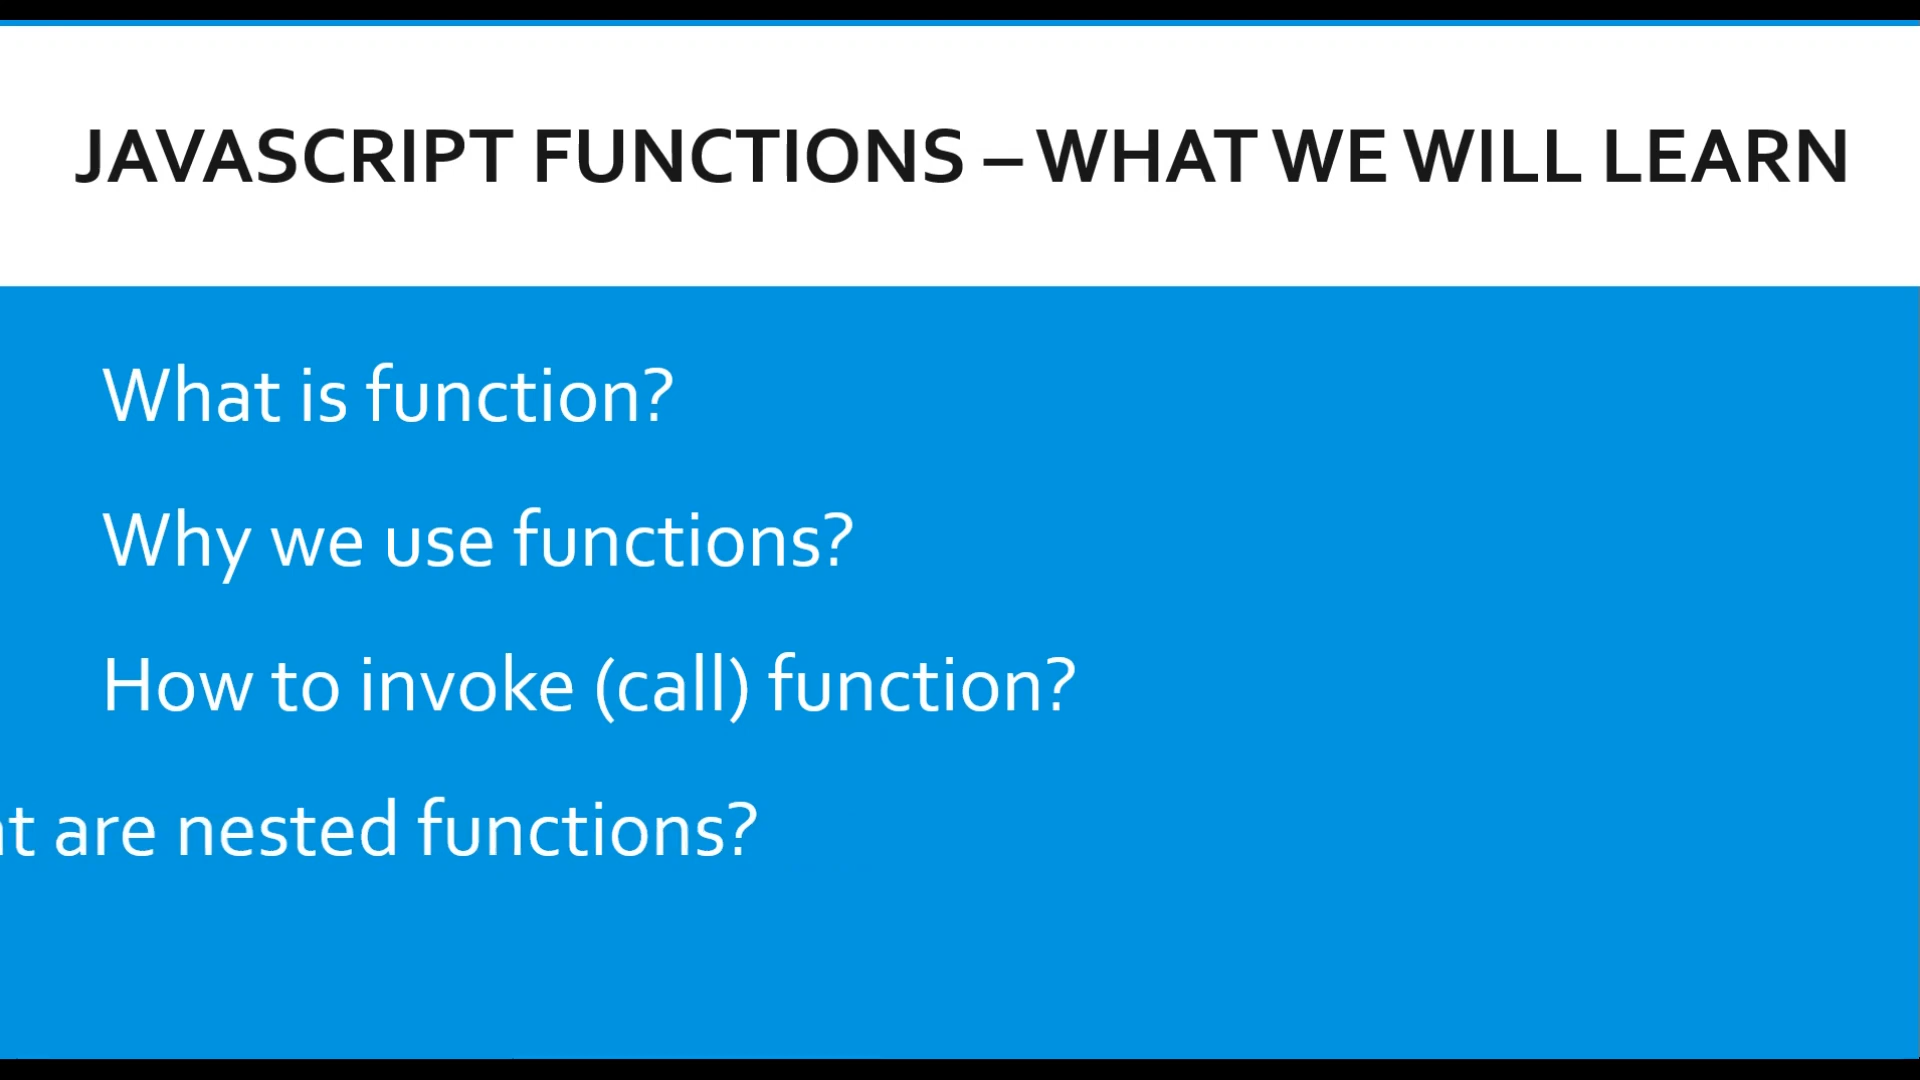 JAVASCRIPT FUNCTIONS – WHAT WE WILL LEARN
What is function?
Why we use functions?
How to invoke (call) function?
are nested functions?